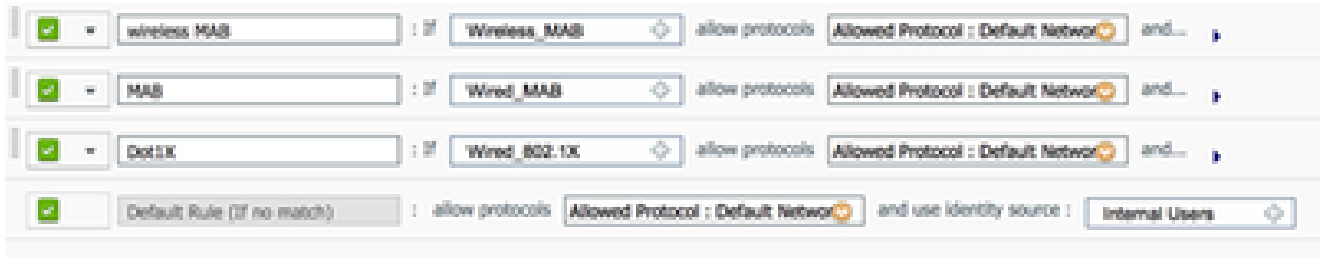 wireless MAB : If Wireless_MAB allow protocols Allowed Protocol : Default Networ and...
MAB : If Wired_MAB allow protocols Allowed Protocol : Default Networ and...
Dot1X : If Wired_802.1X allow protocols Allowed Protocol : Default Networ and...
Default Rule (If no match) : allow protocols Allowed Protocol : Default Networ and use identity source : Internal Users